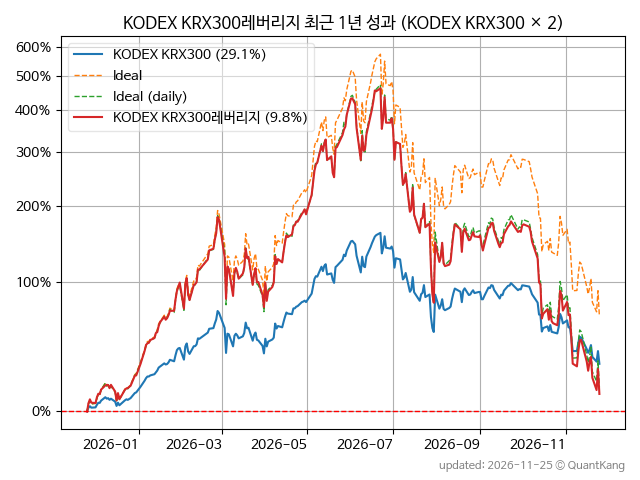 KODEX KRX300레버리지 최근 1년 성과 (KODEX KRX300 × 2)
600%
500%
400%
300%
200%
100%
0%
KODEX KRX300 (29.1%)
Ideal
Ideal (daily)
KODEX KRX300레버리지 (9.8%)
2026-01
2026-03
2026-05
2026-07
2026-09
2026-11
updated: 2026-11-25 © QuantKang